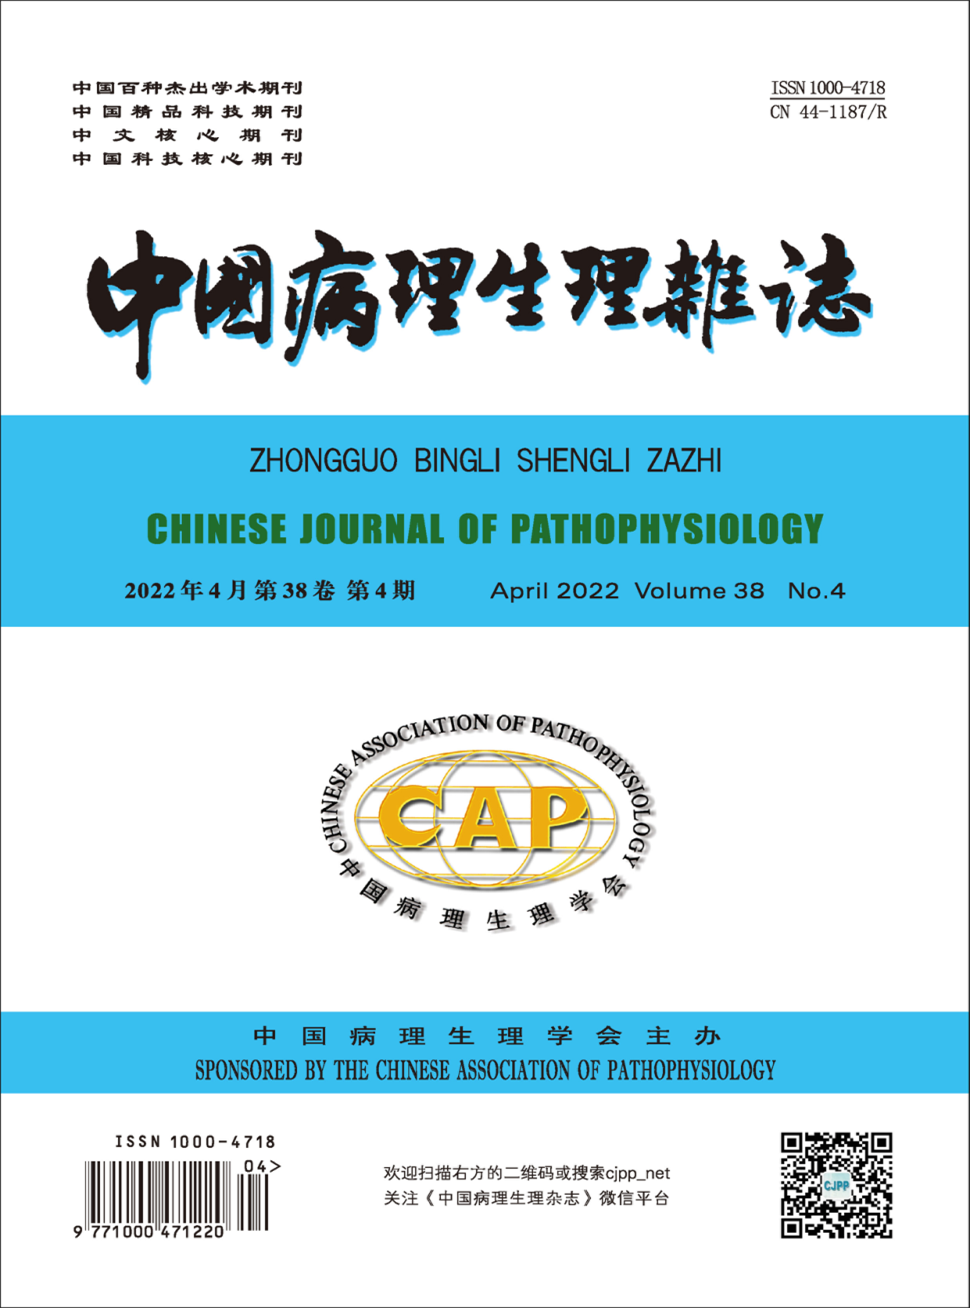 中国百种杰出学术期刊
中国精品科技期刊
中文核心期刊
中国科技核心期刊
ISSN 1000-4718
CN 44-1187/R
中國病理生理雜誌
ZHONGGUO BINGLI SHENGLI ZAZHI
CHINESE JOURNAL OF PATHOPHYSIOLOGY
2022年4月第38卷 第4期 April 2022 Volume 38 No.4
CHINESE ASSOCIATION OF PATHOPHYSIOLOGY
CAP
中国病理生理学会
中国病理生理学会主办
SPONSORED BY THE CHINESE ASSOCIATION OF PATHOPHYSIOLOGY
ISSN 1000-4718
04>
9 771000 471220
欢迎扫描右方的二维码或搜索cjpp_net
关注《中国病理生理杂志》微信平台
CJPP